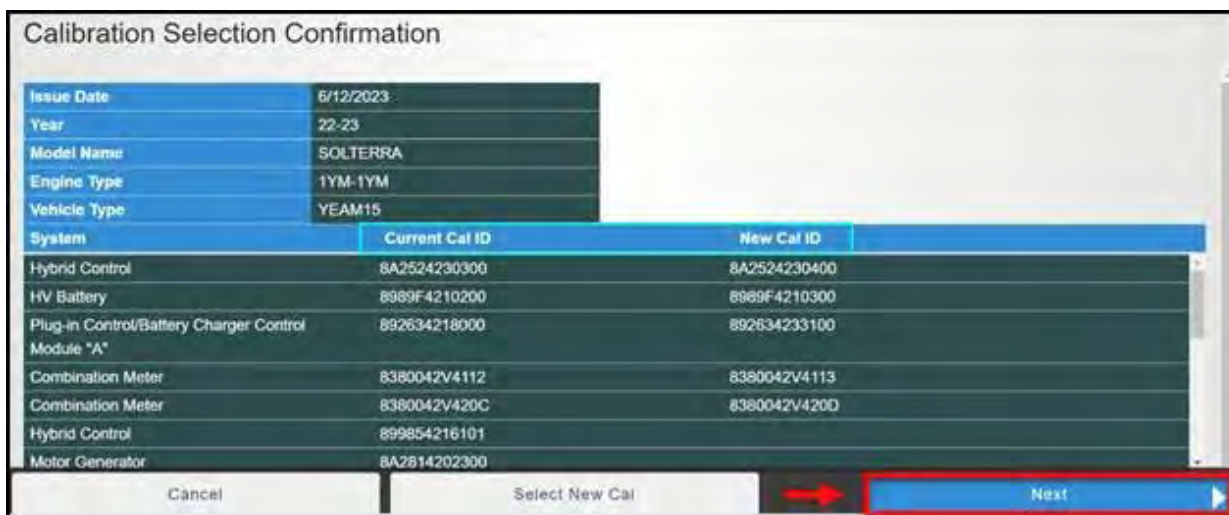 Calibration Selection Confirmation
Issue Date 6/12/2023
Year 22-23
Model Name SOLTERRA
Engine Type 1YM-1YM
Vehicle Type YEAM15
System Current Cal ID New Cal ID
Hybrid Control 8A2524230300 8A2524230400
HV Battery 8989F4210200 8989F4210300
Plug-in Control/Battery Charger Control 892634218000 892634233100
Module "A"
Combination Meter 8380042V4112 8380042V4113
Combination Meter 8380042V420C 8380042V420D
Hybrid Control 899854216101
Motor Generator 8A2814202300
Cancel Select New Cal Next